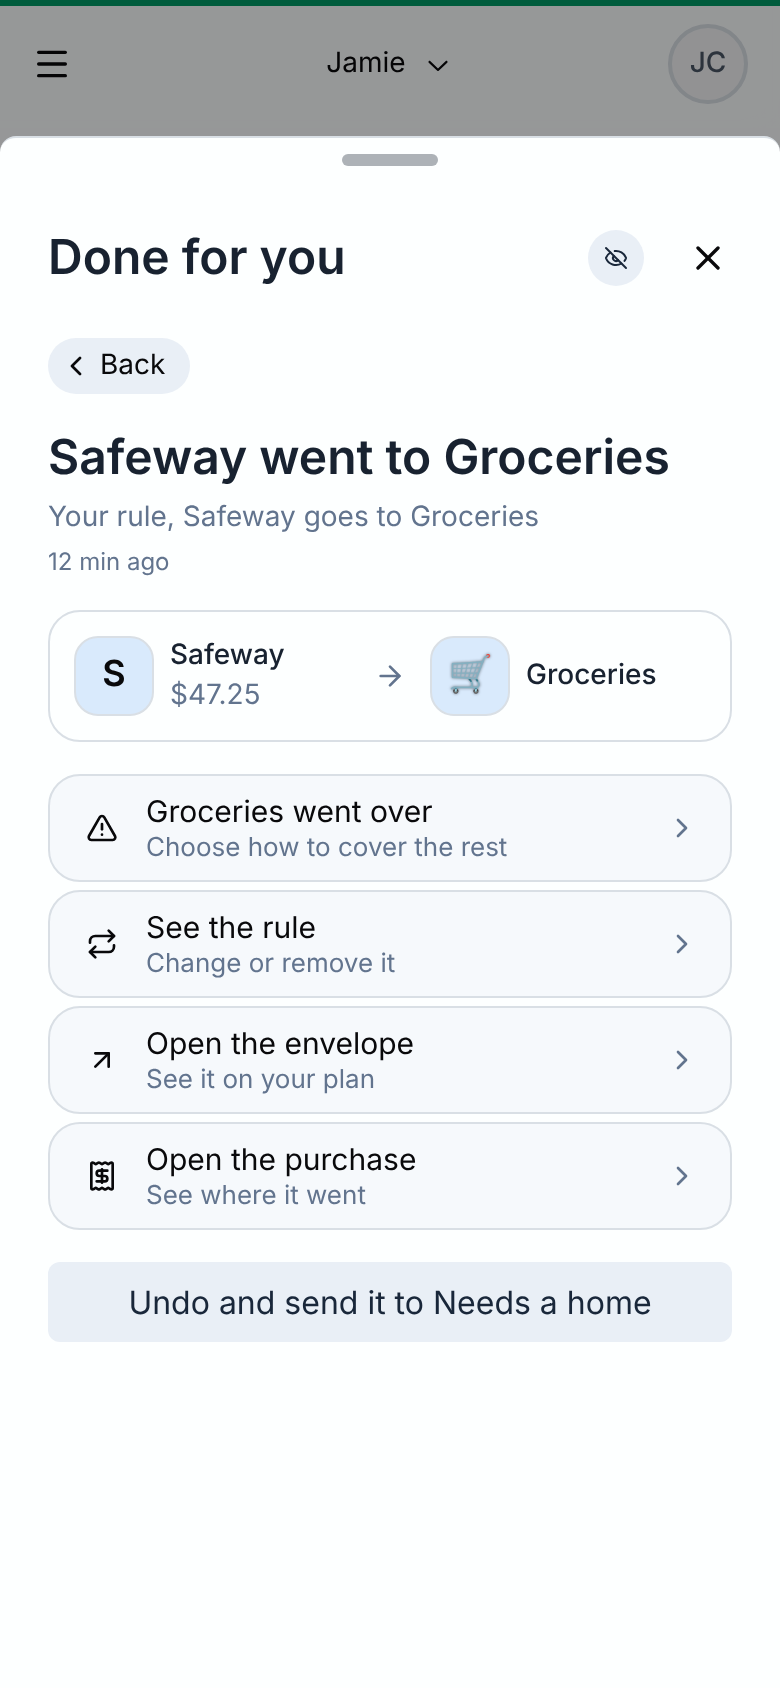 Jamie
JC
Done for you
Back
Safeway went to Groceries
Your rule, Safeway goes to Groceries
12 min ago
S
Safeway
$47.25
Groceries
Groceries went over
Choose how to cover the rest
See the rule
Change or remove it
Open the envelope
See it on your plan
Open the purchase
See where it went
Undo and send it to Needs a home